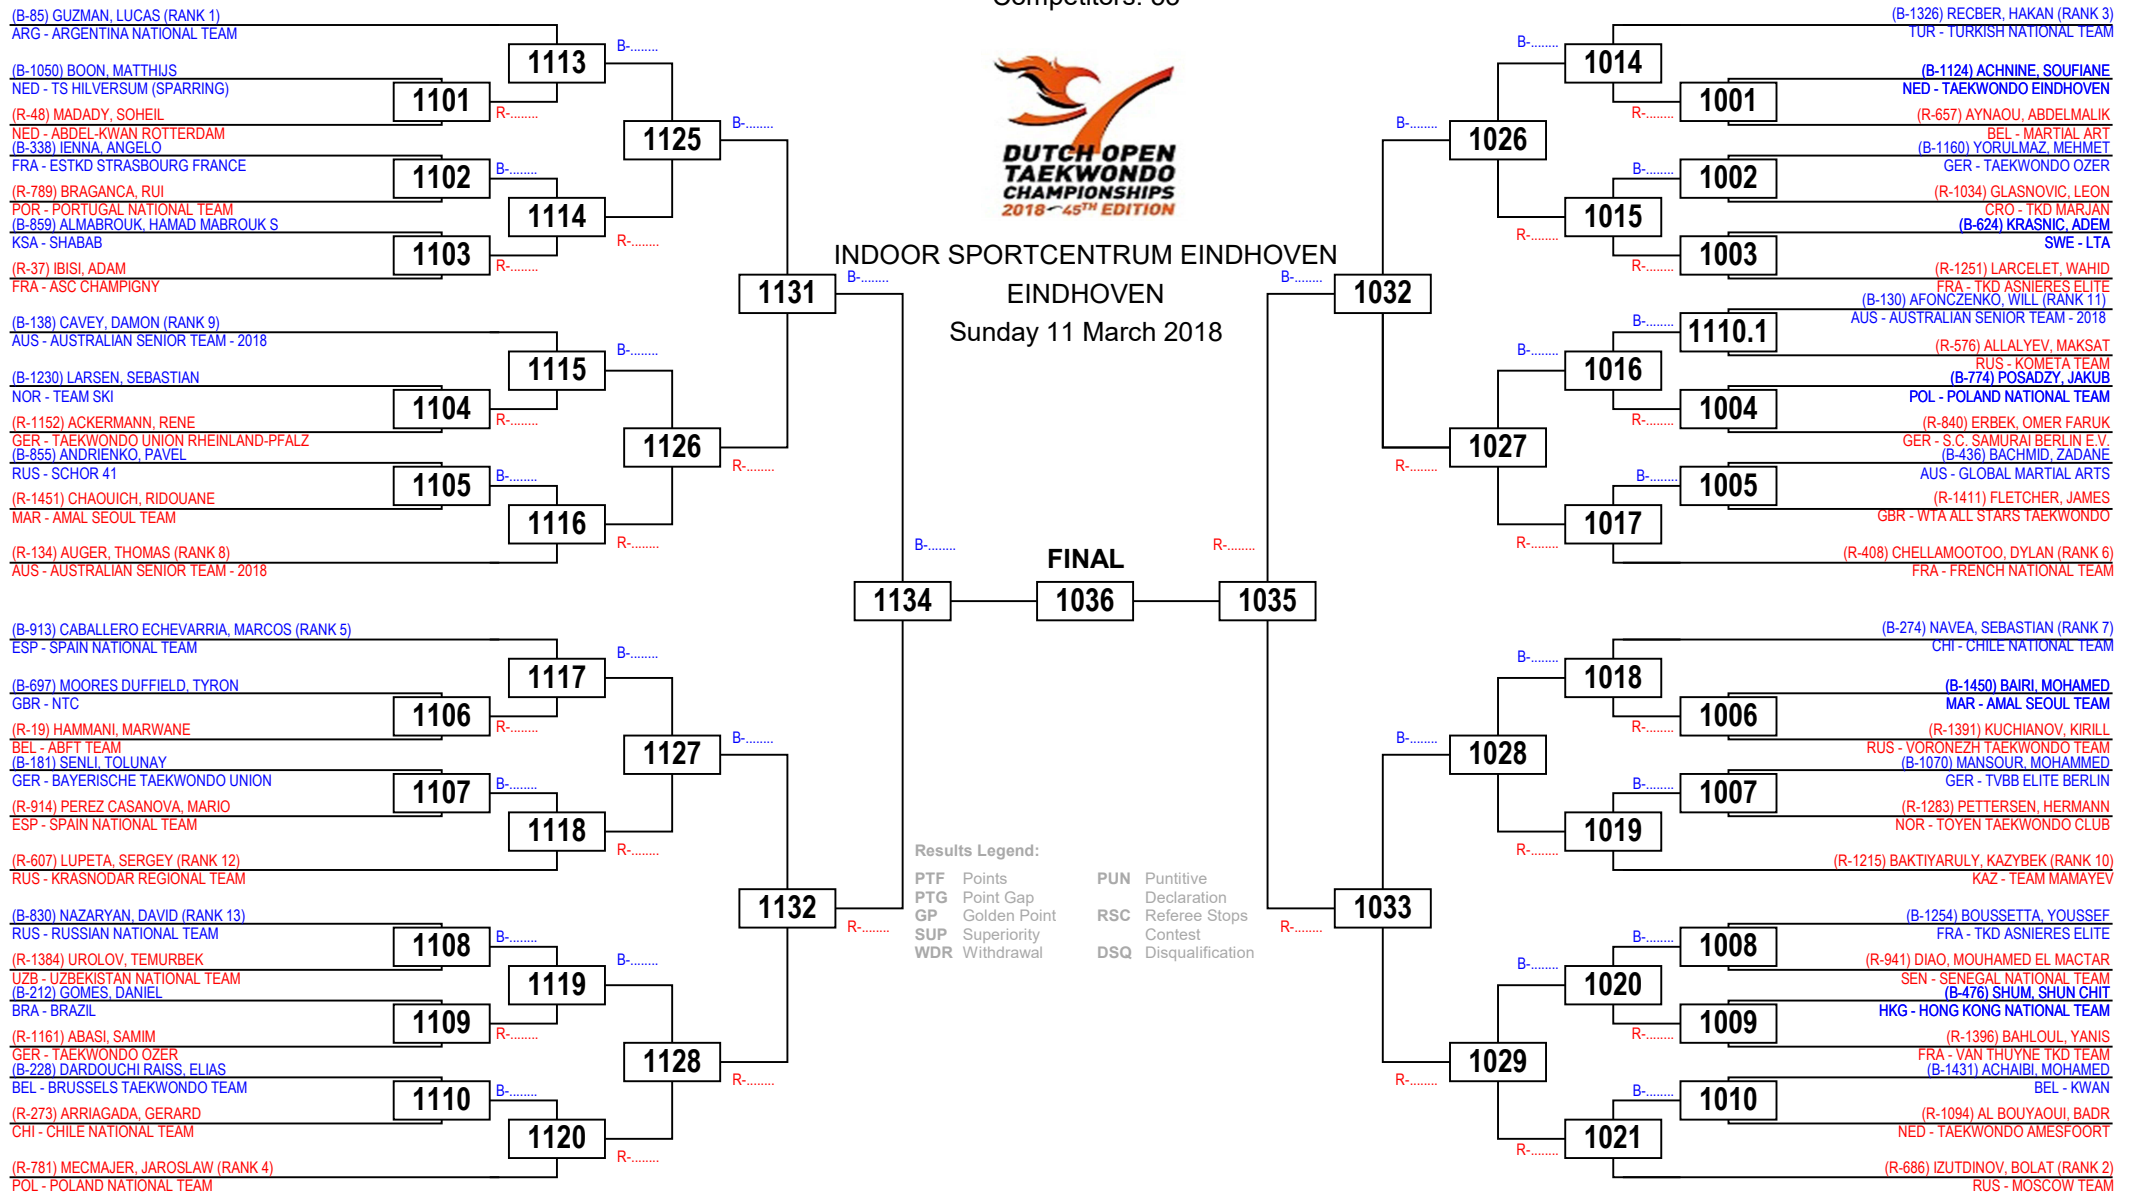 (B-85) GUZMAN, LUCAS (RANK 1)
ARG - ARGENTINA NATIONAL TEAM
1113
B-........
(B-1050) BOON, MATTHIJS
NED - TS HILVERSUM (SPARRING)
1101
R-........
(R-48) MADADY, SOHEIL
NED - ABDEL-KWAN ROTTERDAM
1125
B-........
(B-338) IENNA, ANGELO
FRA - ESTKD STRASBOURG FRANCE
1102
B-........
(R-789) BRAGANCA, RUI
POR - PORTUGAL NATIONAL TEAM
1114
R-........
(B-859) ALMABROUK, HAMAD MABROUK S
KSA - SHABAB
1103
R-........
(R-37) IBISI, ADAM
FRA - ASC CHAMPIGNY
1131
B-........
(B-138) CAVEY, DAMON (RANK 9)
AUS - AUSTRALIAN SENIOR TEAM - 2018
1115
B-........
(B-1230) LARSEN, SEBASTIAN
NOR - TEAM SKI
1104
R-........
(R-1152) ACKERMANN, RENE
GER - TAEKWONDO UNION RHEINLAND-PFALZ
1126
R-........
(B-855) ANDRIENKO, PAVEL
RUS - SCHOR 41
1105
B-........
(R-1451) CHAOUICH, RIDOUANE
MAR - AMAL SEOUL TEAM
1116
R-........
(R-134) AUGER, THOMAS (RANK 8)
AUS - AUSTRALIAN SENIOR TEAM - 2018
B-........
1134
(B-913) CABALLERO ECHEVARRIA, MARCOS (RANK 5)
ESP - SPAIN NATIONAL TEAM
1117
B-........
(B-697) MOORES DUFFIELD, TYRON
GBR - NTC
1106
R-........
(R-19) HAMMANI, MARWANE
BEL - ABFT TEAM
1127
B-........
(B-181) SENLI, TOLUNAY
GER - BAYERISCHE TAEKWONDO UNION
1107
B-........
(R-914) PEREZ CASANOVA, MARIO
ESP - SPAIN NATIONAL TEAM
1118
R-........
(R-607) LUPETA, SERGEY (RANK 12)
RUS - KRASNODAR REGIONAL TEAM
1132
R-........
(B-830) NAZARYAN, DAVID (RANK 13)
RUS - RUSSIAN NATIONAL TEAM
1108
B-........
(R-1384) UROLOV, TEMURBEK
UZB - UZBEKISTAN NATIONAL TEAM
1119
B-........
(B-212) GOMES, DANIEL
BRA - BRAZIL
1109
R-........
(R-1161) ABASI, SAMIM
GER - TAEKWONDO OZER
1128
R-........
(B-228) DARDOUCHI RAISS, ELIAS
BEL - BRUSSELS TAEKWONDO TEAM
1110
B-........
(R-273) ARRIAGADA, GERARD
CHI - CHILE NATIONAL TEAM
1120
R-........
(R-781) MECMAJER, JAROSLAW (RANK 4)
POL - POLAND NATIONAL TEAM
DUTCH OPEN
TAEKWONDO
CHAMPIONSHIPS
2018 - 45TH EDITION
INDOOR SPORTCENTRUM EINDHOVEN
EINDHOVEN
Sunday 11 March 2018
FINAL
1036
Results Legend:
PTF Points
PTG Point Gap
GP Golden Point
SUP Superiority
WDR Withdrawal
PUN Puntitive
Declaration
RSC Referee Stops
Contest
DSQ Disqualification
(B-1326) RECBER, HAKAN (RANK 3)
TUR - TURKISH NATIONAL TEAM
B-........
1014
(B-1124) ACHNINE, SOUFIANE
NED - TAEKWONDO EINDHOVEN
R-........
1001
(R-657) AYNAOU, ABDELMALIK
BEL - MARTIAL ART
B-........
1026
(B-1160) YORULMAZ, MEHMET
GER - TAEKWONDO OZER
B-........
1002
(R-1034) GLASNOVIC, LEON
CRO - TKD MARJAN
R-........
1015
(B-624) KRASNIC, ADEM
SWE - LTA
R-........
1003
(R-1251) LARCELET, WAHID
FRA - TKD ASNIERES ELITE
B-........
1032
(B-130) AFONCZENKO, WILL (RANK 11)
AUS - AUSTRALIAN SENIOR TEAM - 2018
B-........
1110.1
(R-576) ALLALYEV, MAKSAT
RUS - KOMETA TEAM
B-........
1016
(B-774) POSADZY, JAKUB
POL - POLAND NATIONAL TEAM
R-........
1004
(R-840) ERBEK, OMER FARUK
GER - S.C. SAMURAI BERLIN E.V.
R-........
1027
(B-436) BACHMID, ZADANE
AUS - GLOBAL MARTIAL ARTS
B-........
1005
(R-1411) FLETCHER, JAMES
GBR - WTA ALL STARS TAEKWONDO
R-........
1017
(R-408) CHELLAMOOTOO, DYLAN (RANK 6)
FRA - FRENCH NATIONAL TEAM
R-........
1035
(B-274) NAVEA, SEBASTIAN (RANK 7)
CHI - CHILE NATIONAL TEAM
B-........
1018
(B-1450) BAIRI, MOHAMED
MAR - AMAL SEOUL TEAM
R-........
1006
(R-1391) KUCHIANOV, KIRILL
RUS - VORONEZH TAEKWONDO TEAM
B-........
1028
(B-1070) MANSOUR, MOHAMMED
GER - TVBB ELITE BERLIN
B-........
1007
(R-1283) PETTERSEN, HERMANN
NOR - TOYEN TAEKWONDO CLUB
R-........
1019
(R-1215) BAKTIYARULY, KAZYBEK (RANK 10)
KAZ - TEAM MAMAYEV
R-........
1033
(B-1254) BOUSSETTA, YOUSSEF
FRA - TKD ASNIERES ELITE
B-........
1008
(R-941) DIAO, MOUHAMED EL MACTAR
SEN - SENEGAL NATIONAL TEAM
B-........
1020
(B-476) SHUM, SHUN CHIT
HKG - HONG KONG NATIONAL TEAM
R-........
1009
(R-1396) BAHLOUL, YANIS
FRA - VAN THUYNE TKD TEAM
R-........
1029
(B-1431) ACHAIBI, MOHAMED
BEL - KWAN
B-........
1010
(R-1094) AL BOUYAOUI, BADR
NED - TAEKWONDO AMESFOORT
R-........
1021
(R-686) IZUTDINOV, BOLAT (RANK 2)
RUS - MOSCOW TEAM